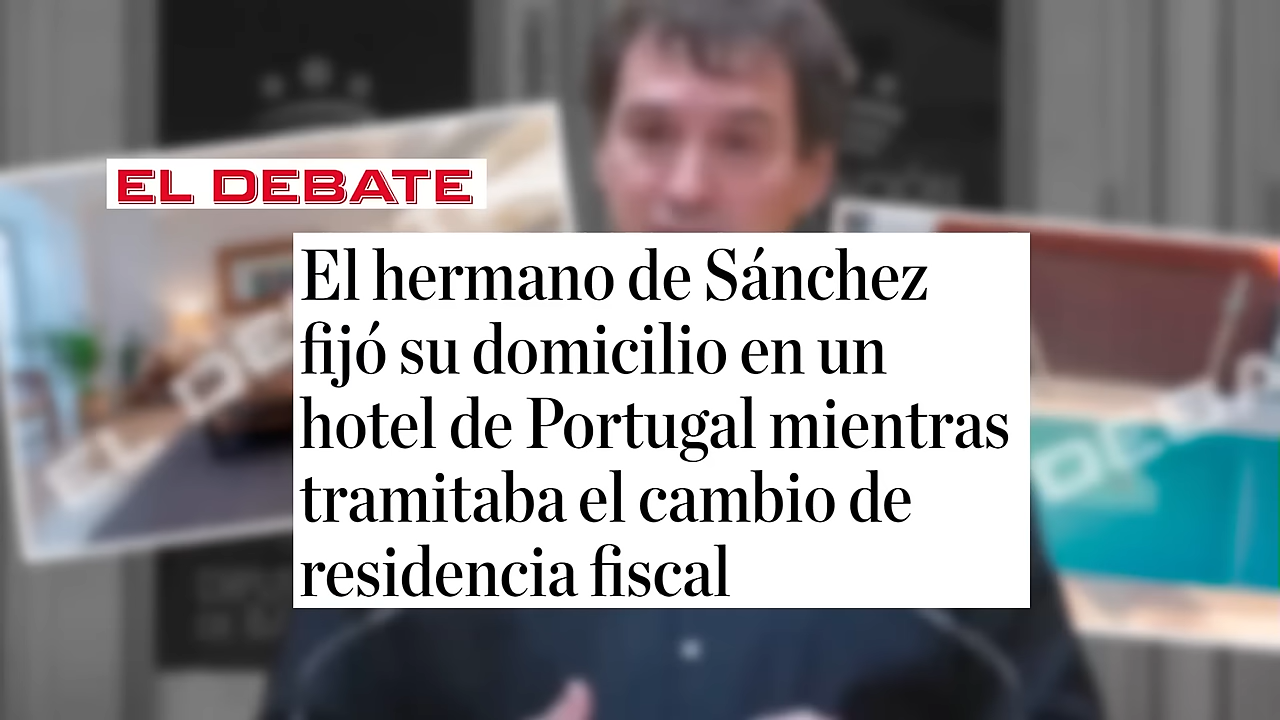 EL DEBATE
El hermano de Sánchez
fijó su domicilio en un
hotel de Portugal mientras
tramitaba el cambio de
residencia fiscal